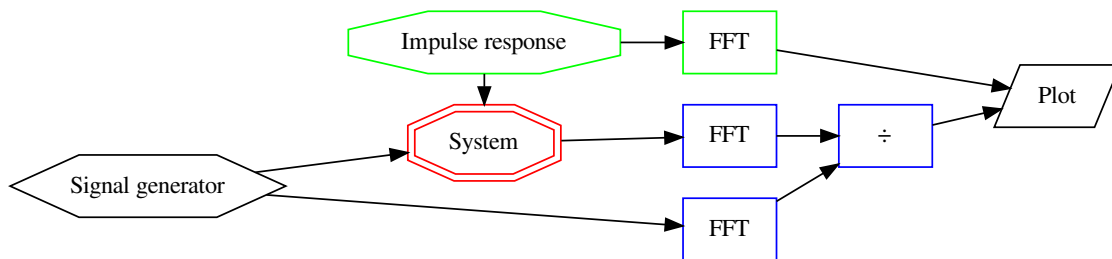 Impulse response
FFT
Plot
System
FFT
÷
Signal generator
FFT